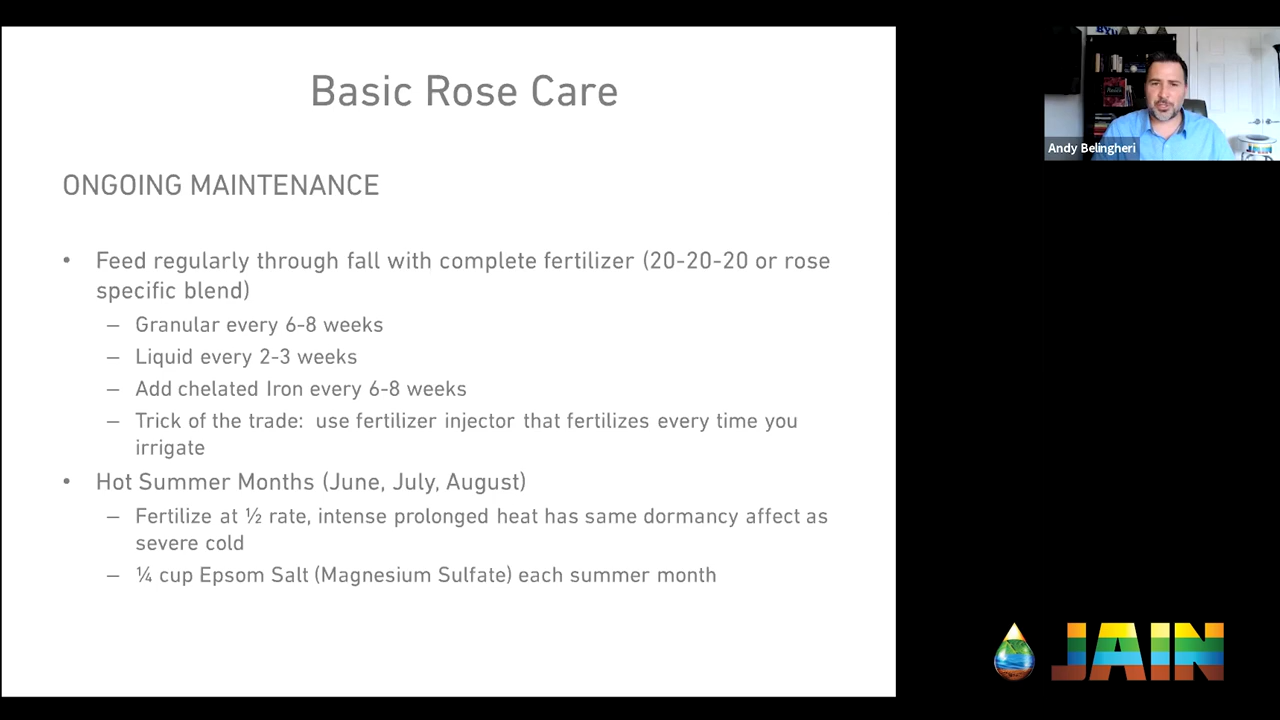 Basic Rose Care
ONGOING MAINTENANCE
• Feed regularly through fall with complete fertilizer (20-20-20 or rose
specific blend)
– Granular every 6-8 weeks
– Liquid every 2-3 weeks
– Add chelated Iron every 6-8 weeks
– Trick of the trade:  use fertilizer injector that fertilizes every time you
irrigate
• Hot Summer Months (June, July, August)
– Fertilize at ½ rate, intense prolonged heat has same dormancy affect as
severe cold
– ¼ cup Epsom Salt (Magnesium Sulfate) each summer month
Andy Belingheri
JAIN